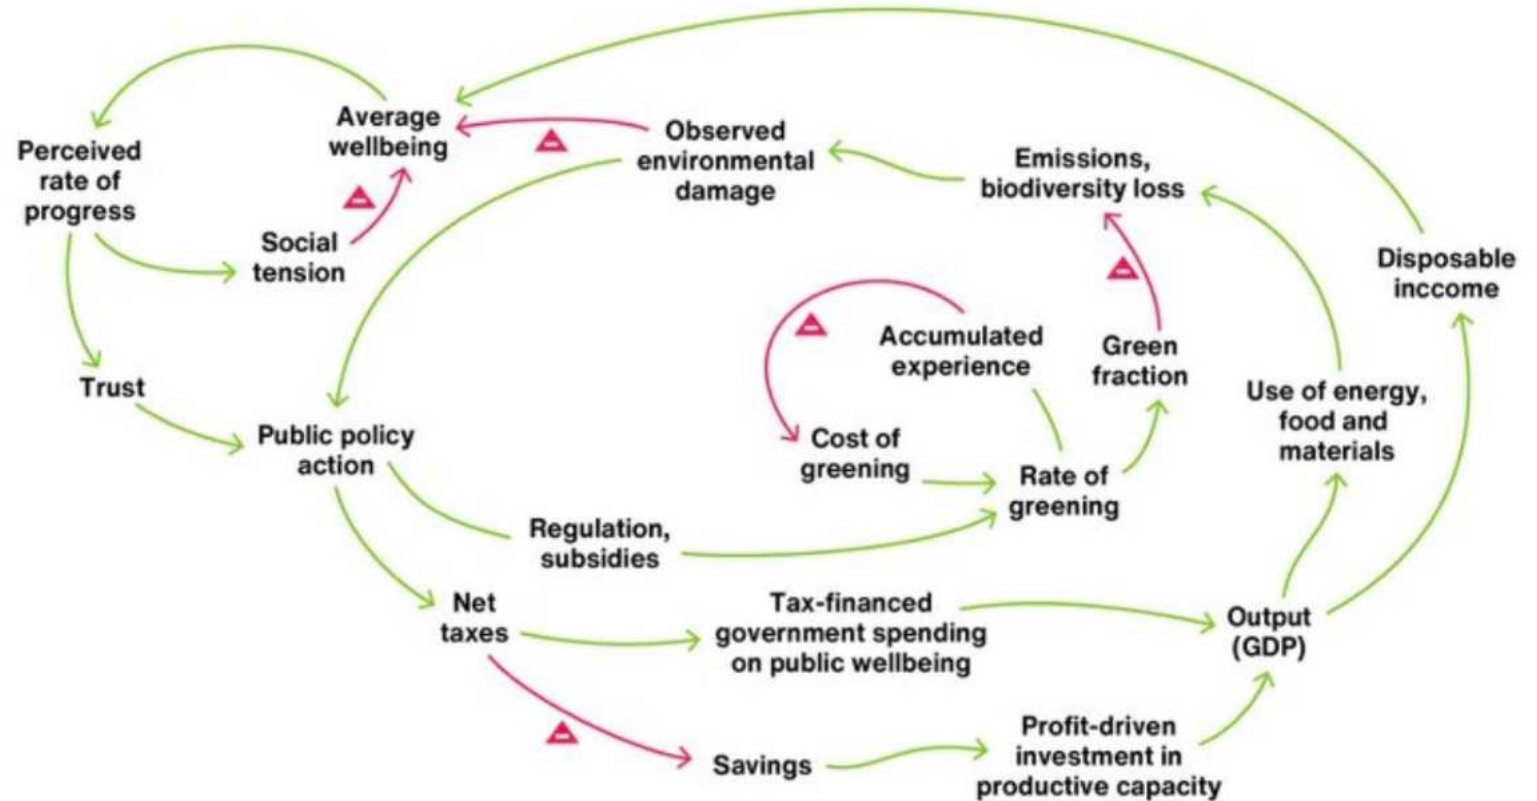 Average
wellbeing
Perceived
rate of
progress
Social
tension
Trust
Observed
environmental
damage
Emissions,
biodiversity loss
Disposable
inccome
Accumulated
experience
Green
fraction
Use of energy,
food and
materials
Cost of
greening
Rate of
greening
Public policy
action
Regulation,
subsidies
Net
taxes
Tax-financed
government spending
on public wellbeing
Output
(GDP)
Savings
Profit-driven
investment in
productive capacity